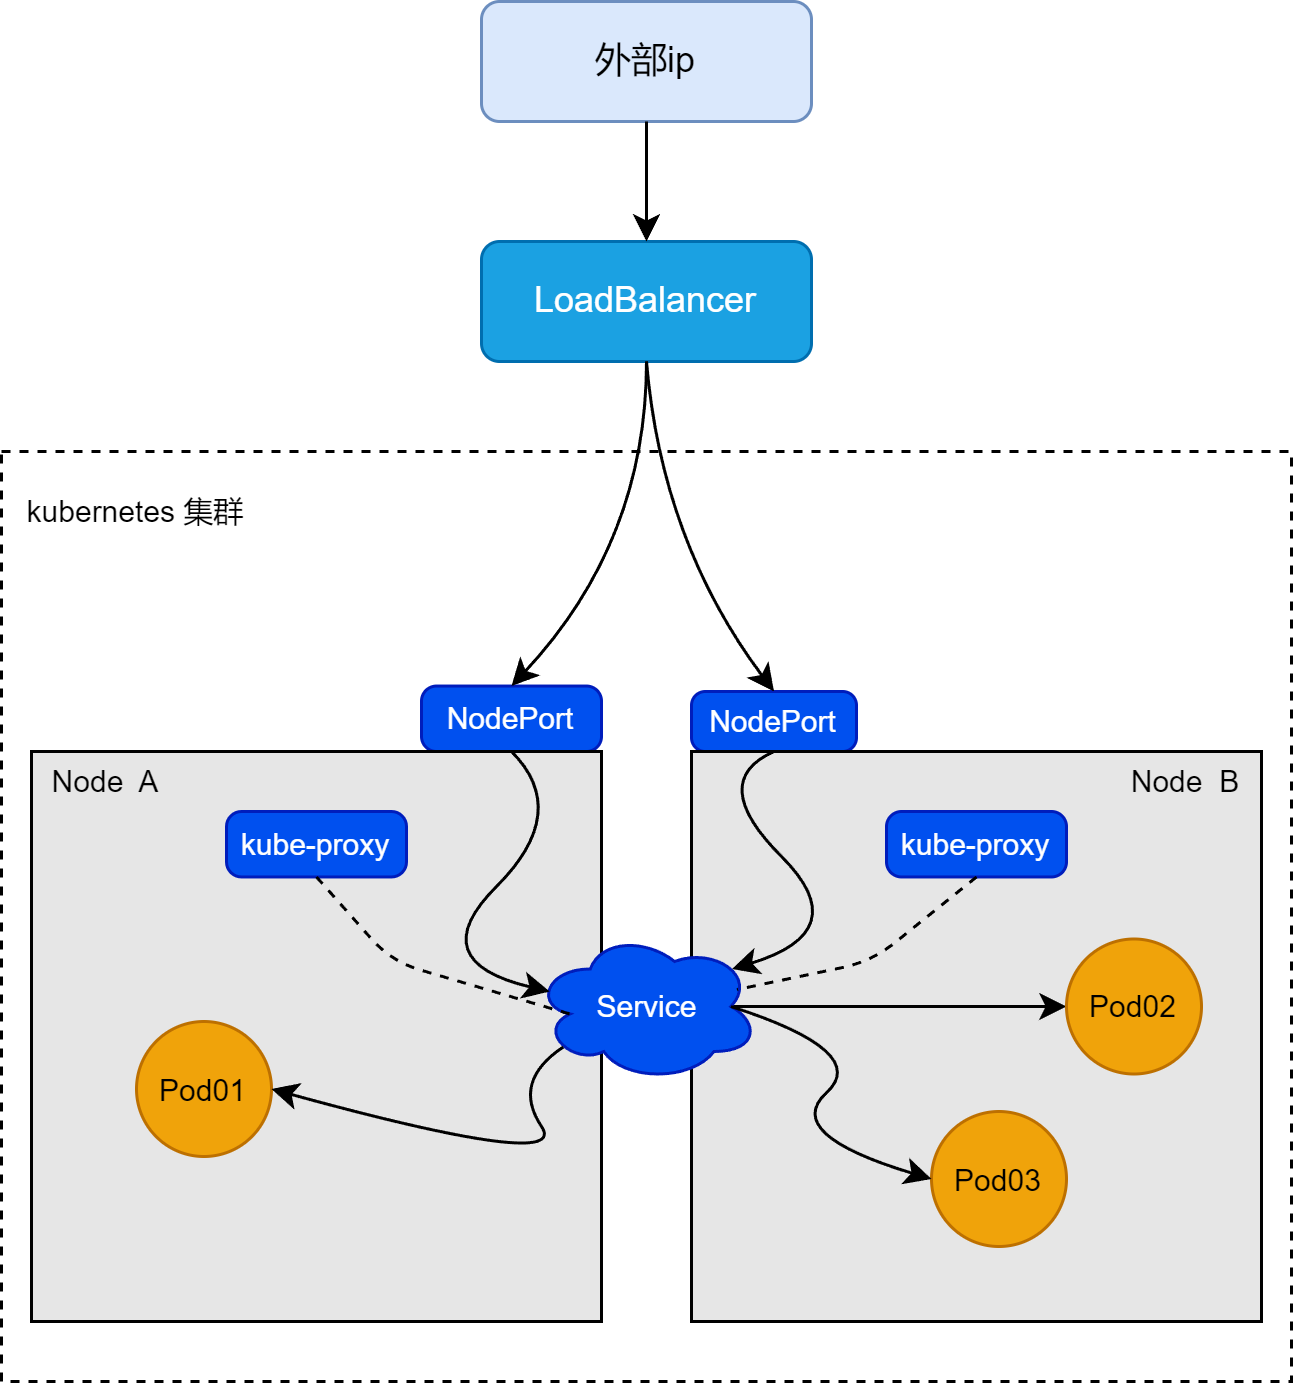 外部ip
LoadBalancer
kubernetes 集群
NodePort
NodePort
Node A
Node B
kube-proxy
kube-proxy
Service
Pod02
Pod01
Pod03